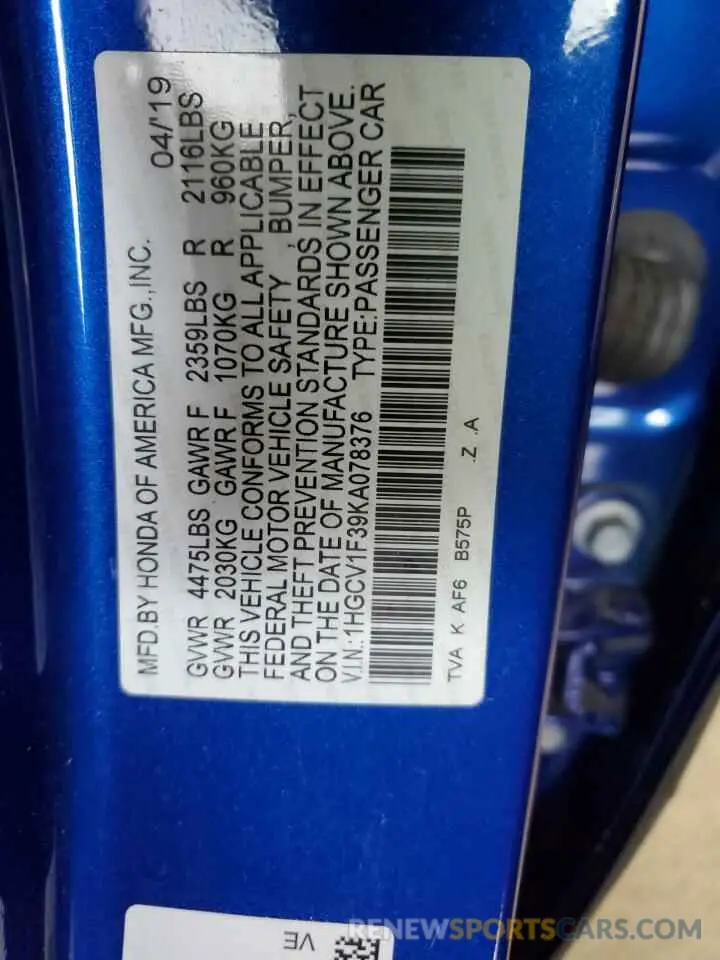 MFD.BY HONDA OF AMERICA MFG.,INC. 04/'19
GVWR 4475LBS GAWR F 2359LBS R 2116LBS
GVWR 2030KG GAWR F 1070KG R 960KG
THIS VEHICLE CONFORMS TO ALL APPLICABLE
FEDERAL MOTOR VEHICLE SAFETY , BUMPER,
AND THEFT PREVENTION STANDARDS IN EFFECT
ON THE DATE OF MANUFACTURE SHOWN ABOVE.
V.I.N.:1HGCV1F39KA078376 TYPE:PASSENGER CAR
TVA K AF6 B575P .Z .A
VE
RENEWSPORTSCARS.COM